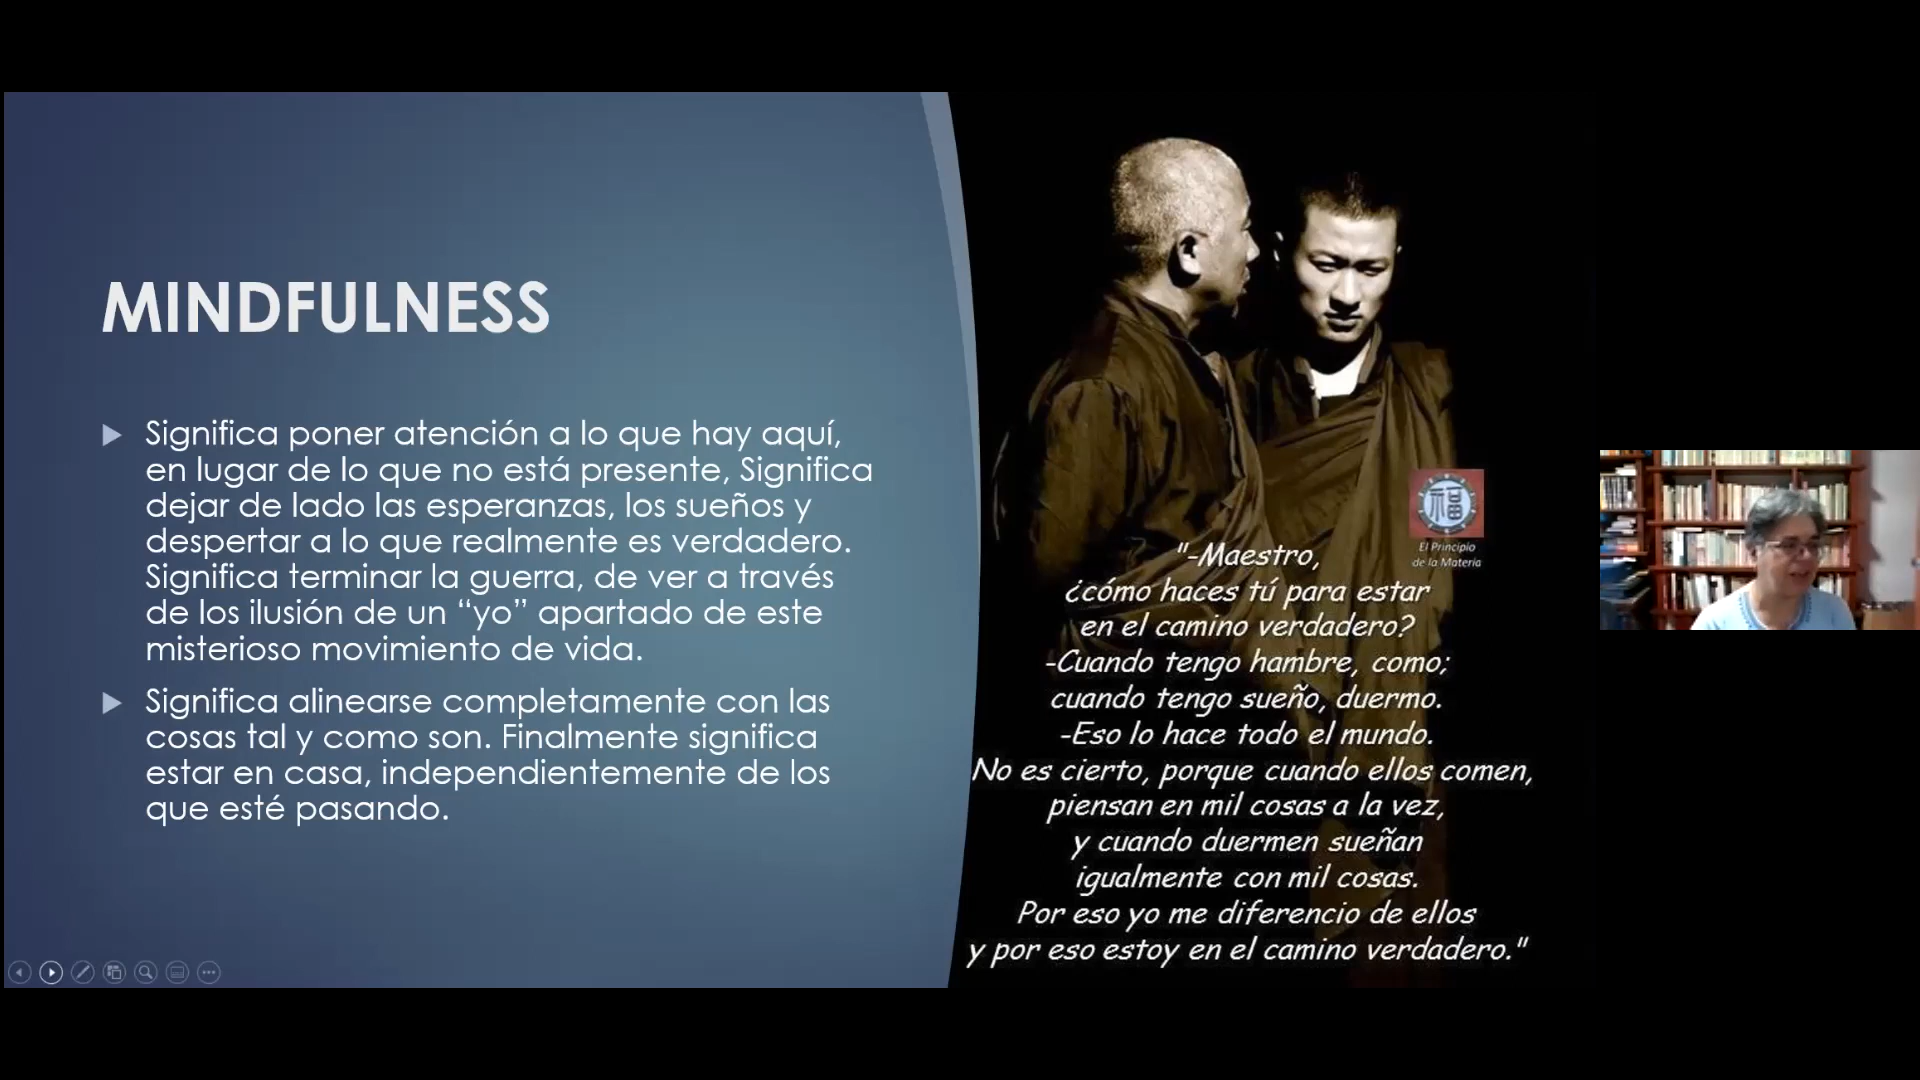 MINDFULNESS
Significa poner atención a lo que hay aquí,
en lugar de lo que no está presente, Significa
dejar de lado las esperanzas, los sueños y
despertar a lo que realmente es verdadero.
Significa terminar la guerra, de ver a través
de los ilusión de un “yo” apartado de este
misterioso movimiento de vida.
Significa alinearse completamente con las
cosas tal y como son. Finalmente significa
estar en casa, independientemente de los
que esté pasando.
福
El Principio
de la Materia
"-Maestro,
¿cómo haces tú para estar
en el camino verdadero?
-Cuando tengo hambre, como;
cuando tengo sueño, duermo.
-Eso lo hace todo el mundo.
No es cierto, porque cuando ellos comen,
piensan en mil cosas a la vez,
y cuando duermen sueñan
igualmente con mil cosas.
Por eso yo me diferencio de ellos
y por eso estoy en el camino verdadero."